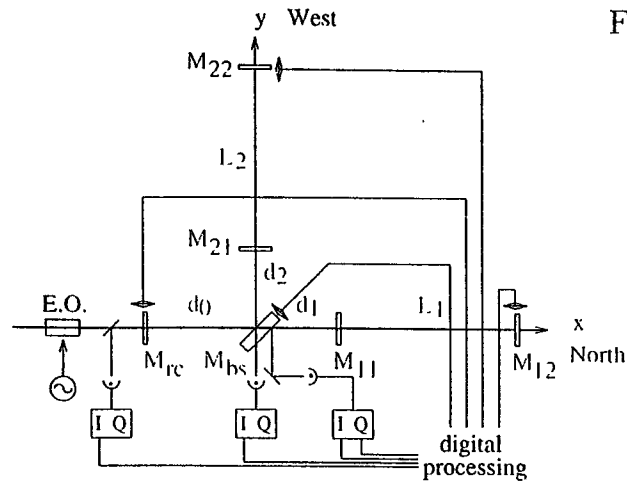 F
y West
M22
L2
M21
d2
E.O.
d0
d1
L1
x
Mrc
Mbs
M11
M12
North
I Q
I Q
I Q
digital
processing